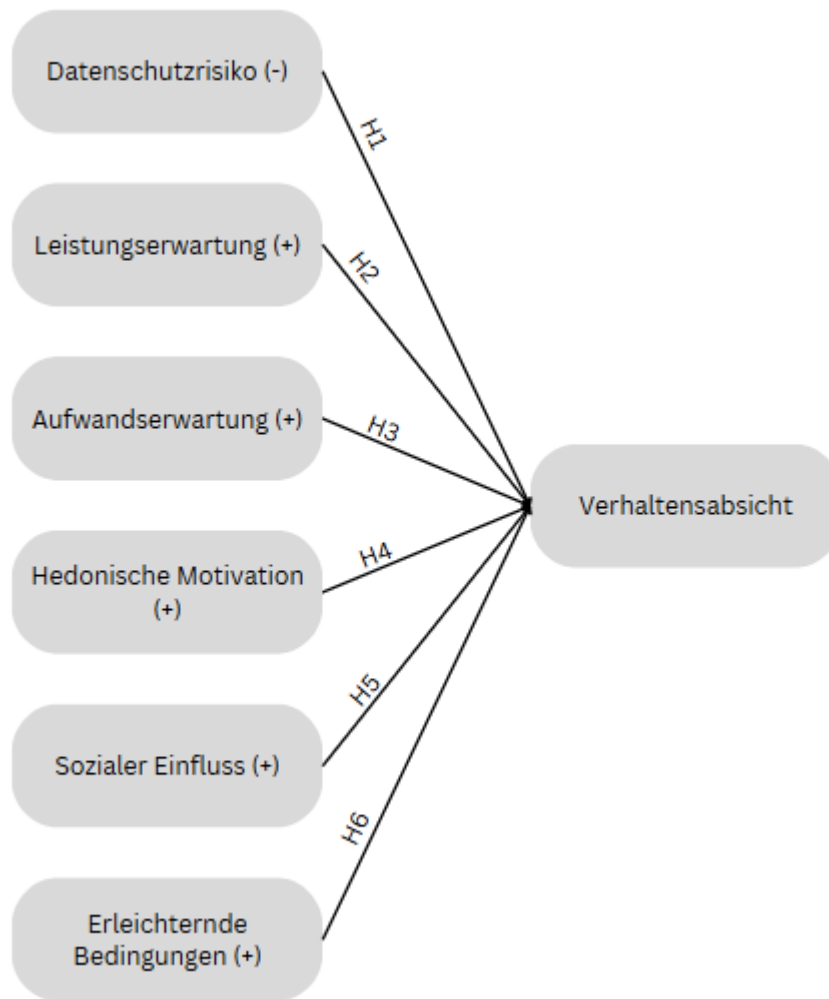 Datenschutzrisiko (-)
H1
Leistungserwartung (+)
H2
Aufwandserwartung (+)
H3
Verhaltensabsicht
Hedonische Motivation
(+)
H4
Sozialer Einfluss (+)
H5
Erleichternde
Bedingungen (+)
H6